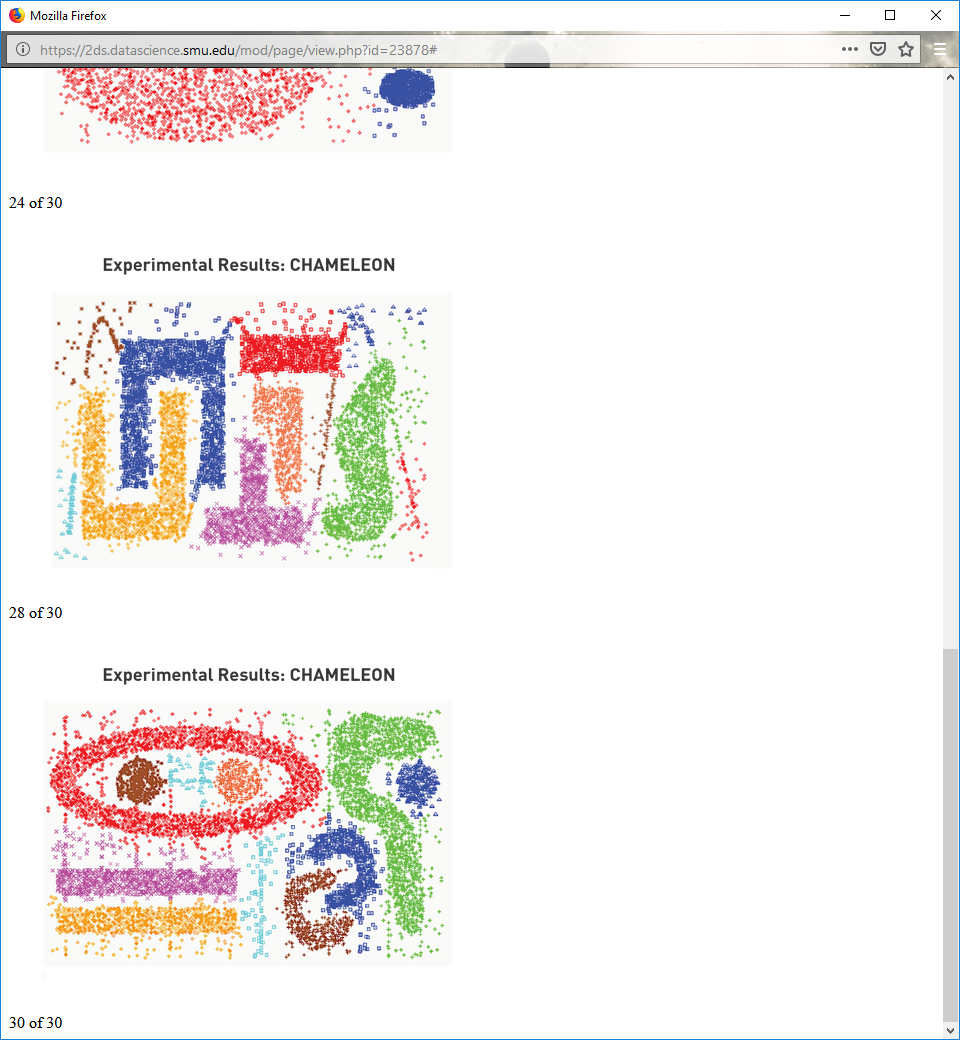 Mozilla Firefox
https://2ds.datascience.smu.edu/mod/page/view.php?id=23878#
24 of 30
Experimental Results: CHAMELEON
28 of 30
Experimental Results: CHAMELEON
30 of 30